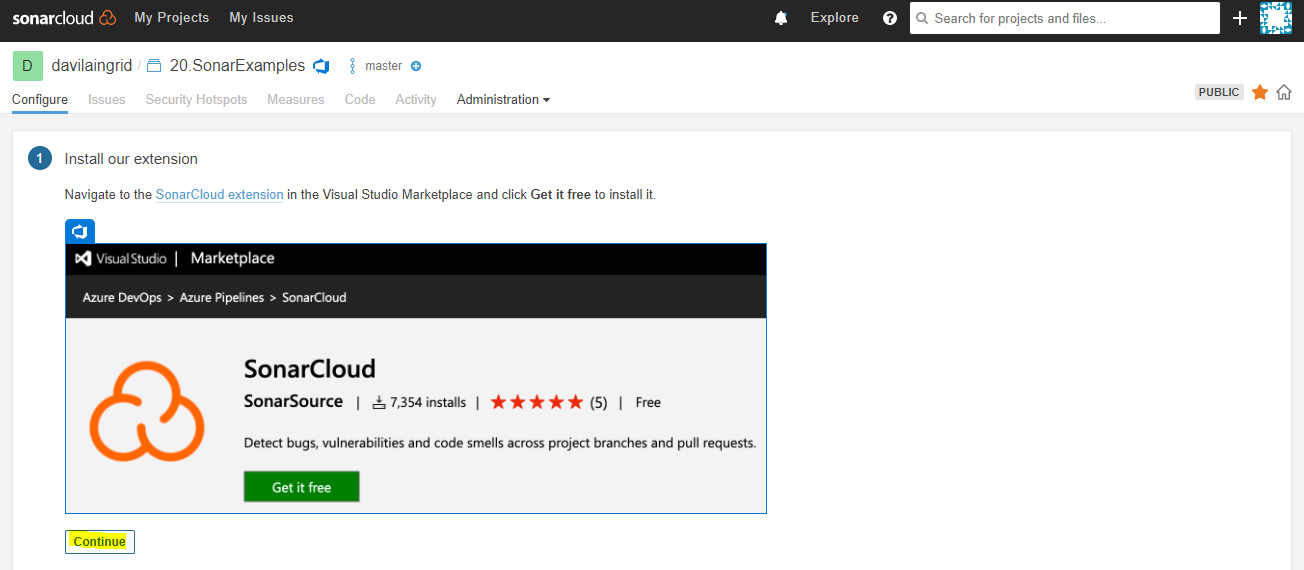 sonarcloud My Projects My Issues Explore ? Search for projects and files... +
D davilaingrid / 20.SonarExamples master
Configure Issues Security Hotspots Measures Code Activity Administration
PUBLIC
1 Install our extension
Navigate to the SonarCloud extension in the Visual Studio Marketplace and click Get it free to install it.
Visual Studio | Marketplace
Azure DevOps > Azure Pipelines > SonarCloud
SonarCloud
SonarSource | 7,354 installs | ★★★★★ (5) | Free
Detect bugs, vulnerabilities and code smells across project branches and pull requests.
Get it free
Continue